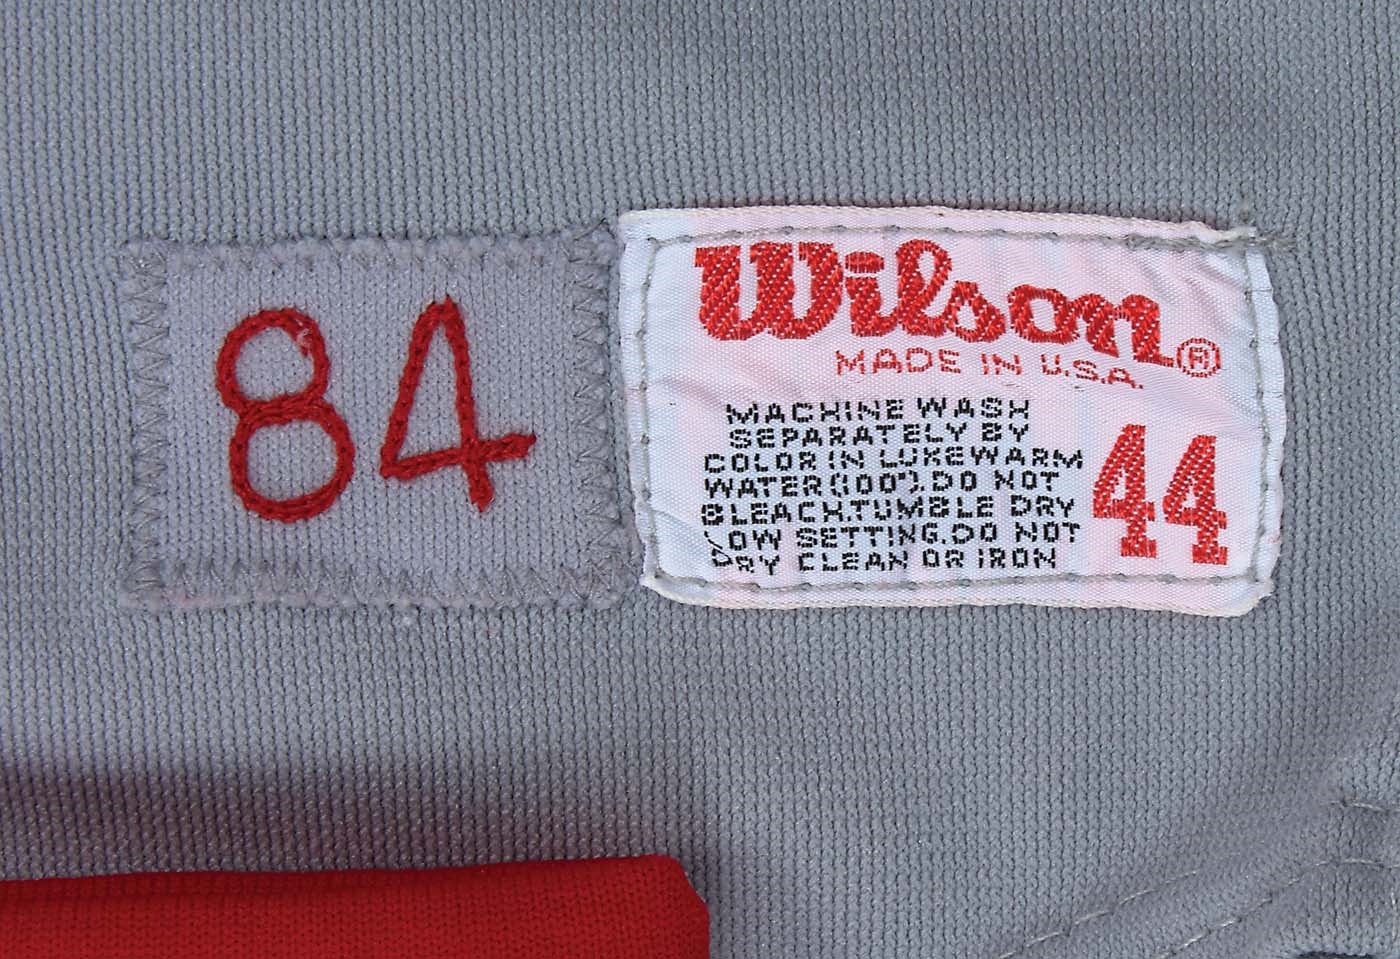 84
Wilson®
MADE IN U.S.A.
MACHINE WASH
SEPARATELY BY
COLOR IN LUKEWARM
WATER (100°). DO NOT
BLEACH. TUMBLE DRY
LOW SETTING. DO NOT
DRY CLEAN OR IRON
44